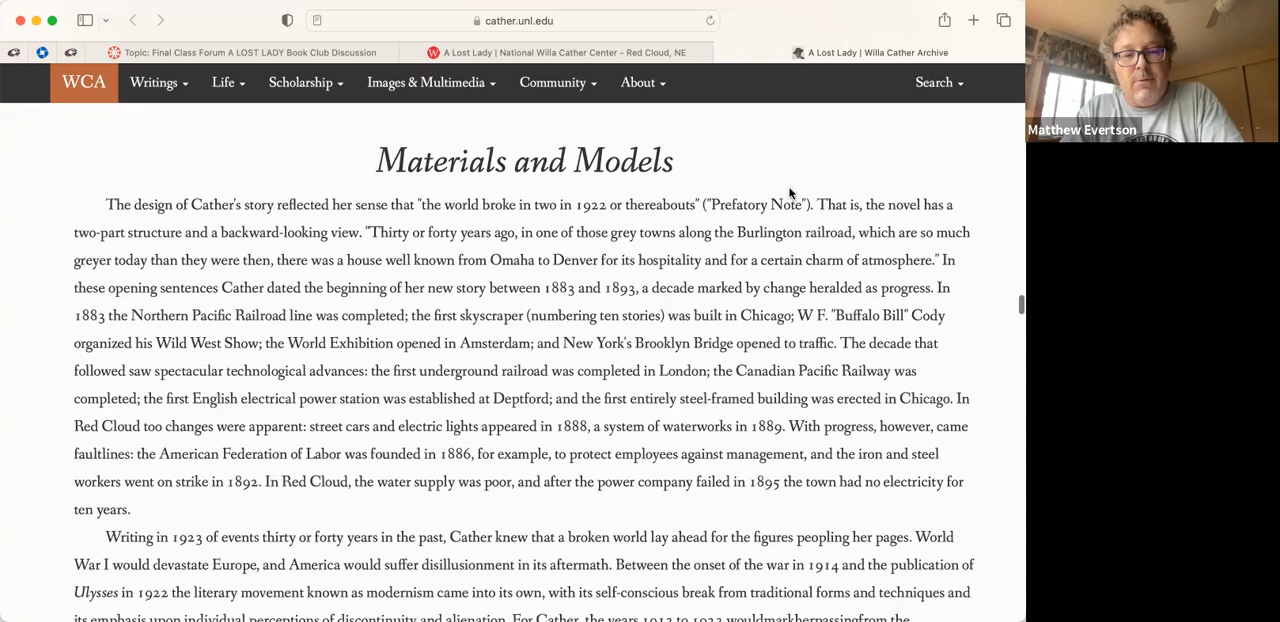 cather.unl.edu
Topic: Final Class Forum A LOST LADY Book Club Discussion
A Lost Lady | National Willa Cather Center - Red Cloud, NE
A Lost Lady | Willa Cather Archive
WCA Writings Life Scholarship Images & Multimedia Community About Search
Matthew Evertson
Materials and Models
The design of Cather's story reflected her sense that "the world broke in two in 1922 or thereabouts" ("Prefatory Note"). That is, the novel has a
two-part structure and a backward-looking view. "Thirty or forty years ago, in one of those grey towns along the Burlington railroad, which are so much
greyer today than they were then, there was a house well known from Omaha to Denver for its hospitality and for a certain charm of atmosphere." In
these opening sentences Cather dated the beginning of her new story between 1883 and 1893, a decade marked by change heralded as progress. In
1883 the Northern Pacific Railroad line was completed; the first skyscraper (numbering ten stories) was built in Chicago; W F. "Buffalo Bill" Cody
organized his Wild West Show; the World Exhibition opened in Amsterdam; and New York's Brooklyn Bridge opened to traffic. The decade that
followed saw spectacular technological advances: the first underground railroad was completed in London; the Canadian Pacific Railway was
completed; the first English electrical power station was established at Deptford; and the first entirely steel-framed building was erected in Chicago. In
Red Cloud too changes were apparent: street cars and electric lights appeared in 1888, a system of waterworks in 1889. With progress, however, came
faultlines: the American Federation of Labor was founded in 1886, for example, to protect employees against management, and the iron and steel
workers went on strike in 1892. In Red Cloud, the water supply was poor, and after the power company failed in 1895 the town had no electricity for
ten years.
Writing in 1923 of events thirty or forty years in the past, Cather knew that a broken world lay ahead for the figures peopling her pages. World
War I would devastate Europe, and America would suffer disillusionment in its aftermath. Between the onset of the war in 1914 and the publication of
Ulysses in 1922 the literary movement known as modernism came into its own, with its self-conscious break from traditional forms and techniques and
its emphasis upon individual perceptions of discontinuity and alienation. For Cather, the years 1912 to 1922 wouldmarkherpassingfrom the